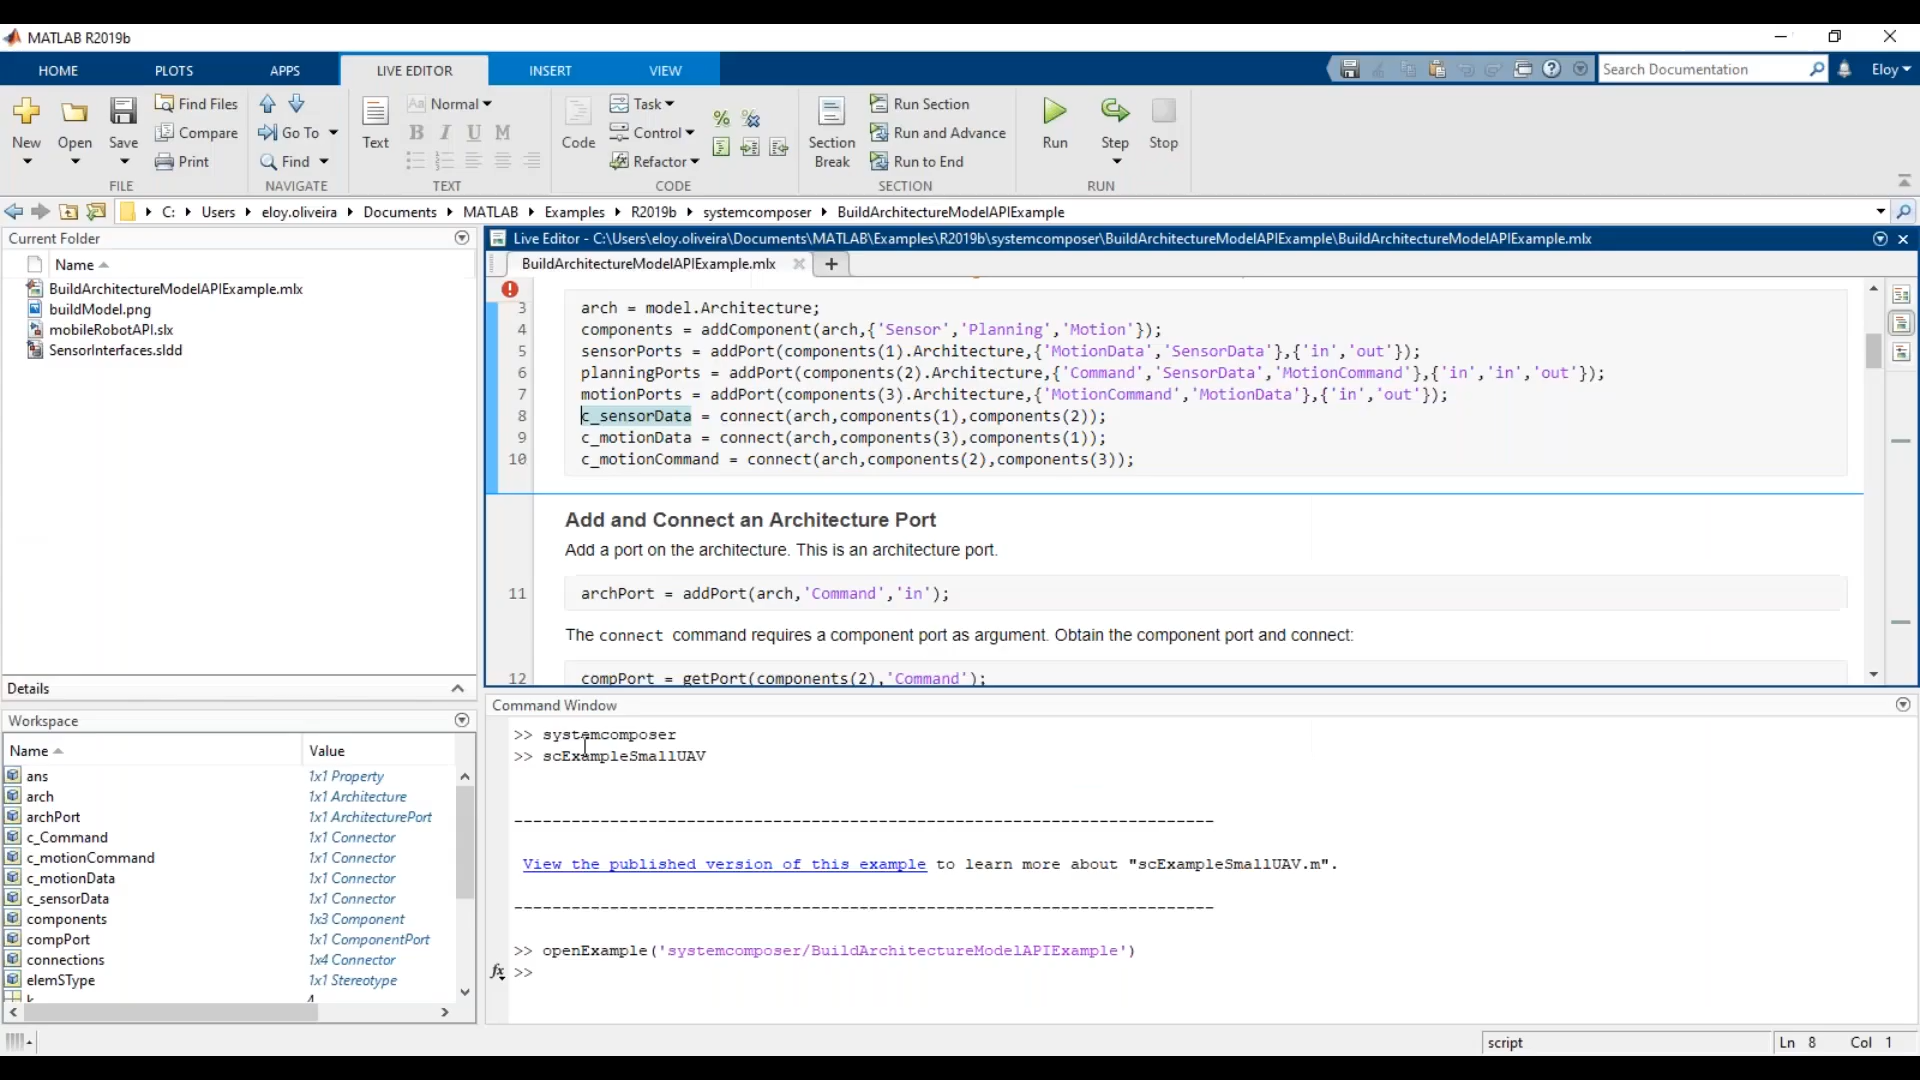 MATLAB R2019b
HOME PLOTS APPS LIVE EDITOR INSERT VIEW
Search Documentation
Eloy
New
Open
Save
Find Files
Compare
Print
FILE
Go To
Find
NAVIGATE
Text
Aa Normal
B I U M
TEXT
Code
Task
Control
Refactor
CODE
Section Break
Run Section
Run and Advance
Run to End
SECTION
Run
Step
Stop
RUN
C: Users eloy.oliveira Documents MATLAB Examples R2019b systemcomposer BuildArchitectureModelAPIExample
Current Folder
Name
BuildArchitectureModelAPIExample.mlx
buildModel.png
mobileRobotAPI.slx
SensorInterfaces.sldd
Details
Workspace
Name Value
ans 1x1 Property
arch 1x1 Architecture
archPort 1x1 ArchitecturePort
c_Command 1x1 Connector
c_motionCommand 1x1 Connector
c_motionData 1x1 Connector
c_sensorData 1x1 Connector
components 1x3 Component
compPort 1x1 ComponentPort
connections 1x4 Connector
elemSType 1x1 Stereotype
k 4
Live Editor - C:\Users\eloy.oliveira\Documents\MATLAB\Examples\R2019b\systemcomposer\BuildArchitectureModelAPIExample\BuildArchitectureModelAPIExample.mlx
BuildArchitectureModelAPIExample.mlx
3 arch = model.Architecture;
4 components = addComponent(arch,{'Sensor','Planning','Motion'});
5 sensorPorts = addPort(components(1).Architecture,{'MotionData','SensorData'},{'in','out'});
6 planningPorts = addPort(components(2).Architecture,{'Command','SensorData','MotionCommand'},{'in','in','out'});
7 motionPorts = addPort(components(3).Architecture,{'MotionCommand','MotionData'},{'in','out'});
8 c_sensorData = connect(arch,components(1),components(2));
9 c_motionData = connect(arch,components(3),components(1));
10 c_motionCommand = connect(arch,components(2),components(3));
Add and Connect an Architecture Port
Add a port on the architecture. This is an architecture port.
11 archPort = addPort(arch,'Command','in');
The connect command requires a component port as argument. Obtain the component port and connect:
12 compPort = getPort(components(2),'Command');
Command Window
>> systemcomposer
>> scExampleSmallUAV
--------------------------------------------------------------------------
View the published version of this example to learn more about "scExampleSmallUAV.m".
--------------------------------------------------------------------------
>> openExample('systemcomposer/BuildArchitectureModelAPIExample')
fx >>
script
Ln 8 Col 1